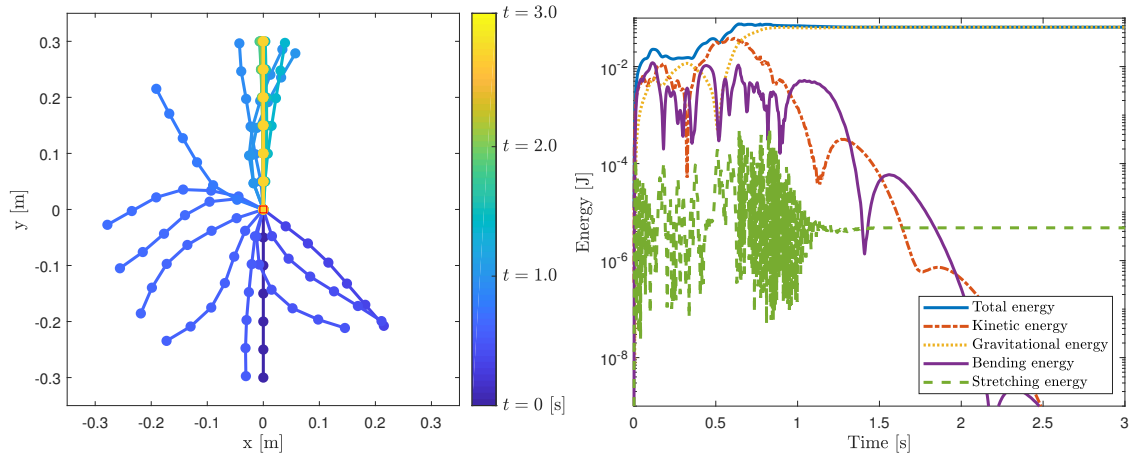 0.3
0.2
0.1
0
-0.1
-0.2
-0.3
y [m]
-0.3 -0.2 -0.1 0 0.1 0.2 0.3
x [m]
t = 3.0
t = 2.0
t = 1.0
t = 0 [s]
10^-2
10^-4
10^-6
10^-8
Energy [J]
Total energy
Kinetic energy
Gravitational energy
Bending energy
Stretching energy
0 0.5 1 1.5 2 2.5 3
Time [s]